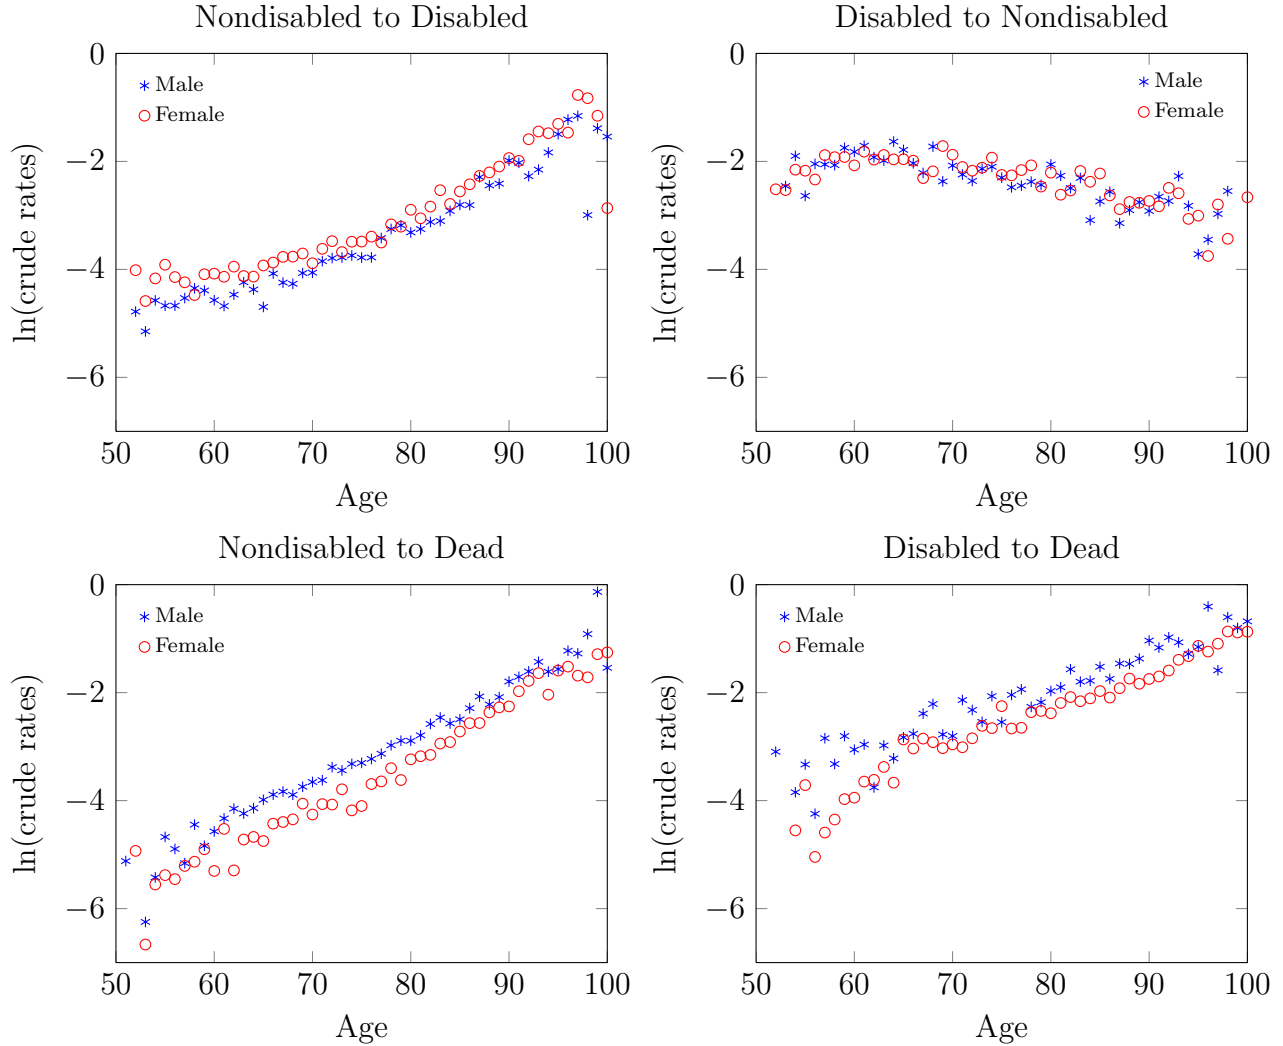 Nondisabled to Disabled
0
−2
−4
−6
50 60 70 80 90 100
Age
ln(crude rates)
Male
Female
Disabled to Nondisabled
0
−2
−4
−6
50 60 70 80 90 100
Age
ln(crude rates)
Male
Female
Nondisabled to Dead
0
−2
−4
−6
50 60 70 80 90 100
Age
ln(crude rates)
Male
Female
Disabled to Dead
0
−2
−4
−6
50 60 70 80 90 100
Age
ln(crude rates)
Male
Female